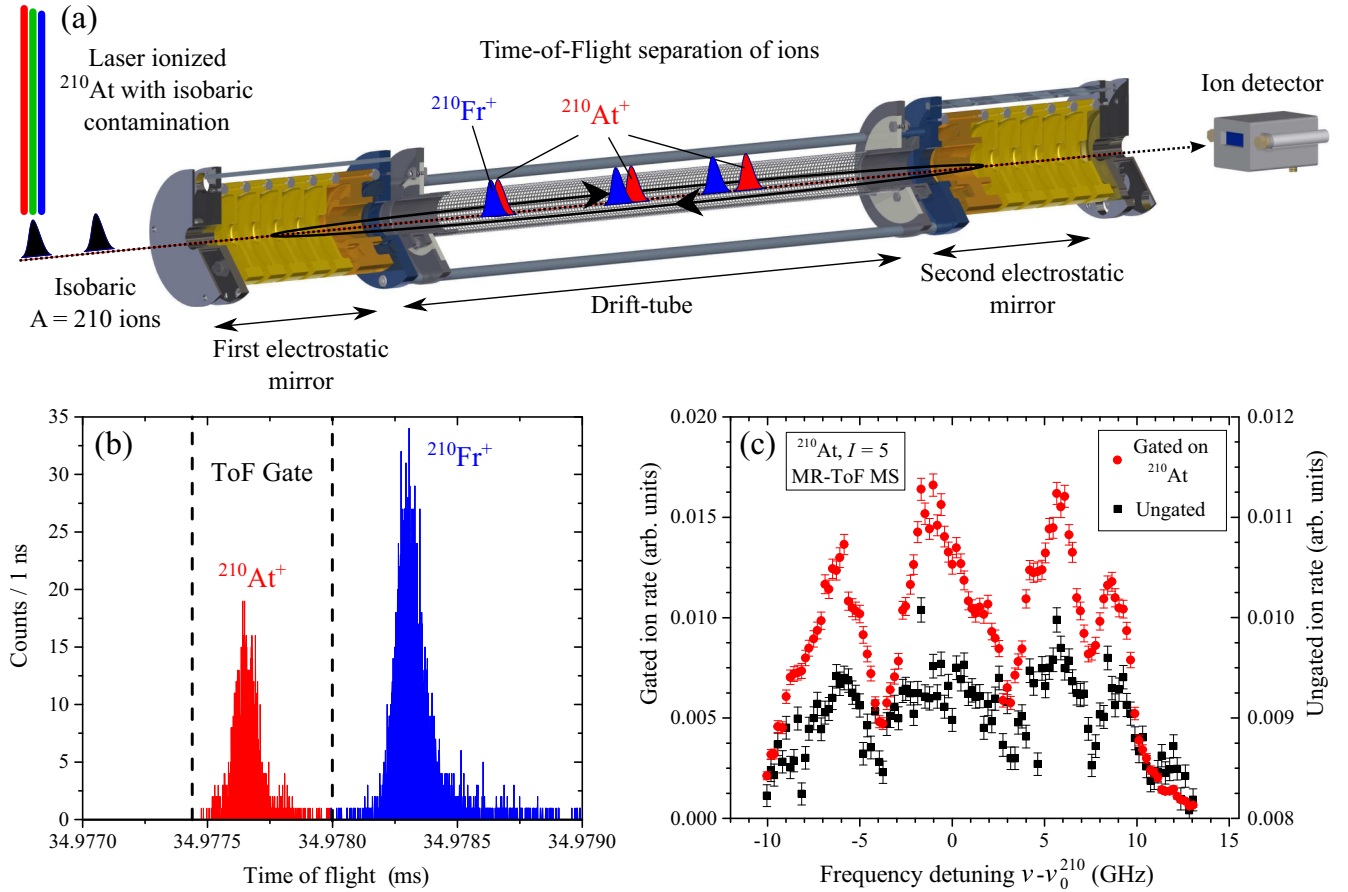 (a)
Laser ionized
²¹⁰At with isobaric
contamination
Time-of-Flight separation of ions
²¹⁰Fr⁺
²¹⁰At⁺
Ion detector
Isobaric
A = 210 ions
First electrostatic
mirror
Drift-tube
Second electrostatic
mirror
(b)
ToF Gate
²¹⁰Fr⁺
²¹⁰At⁺
Counts / 1 ns
35
30
25
20
15
10
5
0
34.9770
34.9775
34.9780
34.9785
34.9790
Time of flight (ms)
(c)
²¹⁰At, I = 5
MR-ToF MS
Gated on
²¹⁰At
Ungated
Gated ion rate (arb. units)
0.020
0.015
0.010
0.005
0.000
Ungated ion rate (arb. units)
0.012
0.011
0.010
0.009
0.008
-10
-5
0
5
10
15
Frequency detuning ν-ν₀²¹⁰ (GHz)